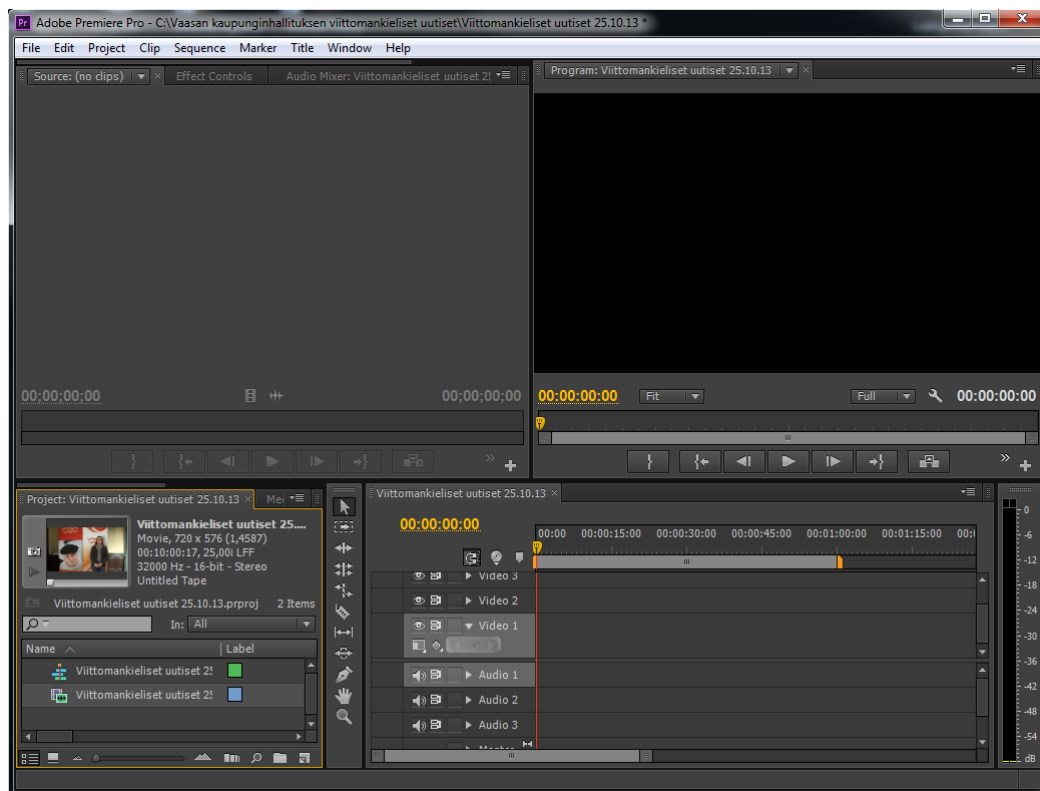 Pr Adobe Premiere Pro - C:\Vaasan kaupunginhallituksen viittomankieliset uutiset\Viittomankieliset uutiset 25.10.13 *
File Edit Project Clip Sequence Marker Title Window Help
Source: (no clips) Effect Controls Audio Mixer: Viittomankieliset uutiset
Program: Viittomankieliset uutiset 25.10.13
00;00;00;00 00;00;00;00
00:00:00:00 Fit Full 00:00:00:00
Project: Viittomankieliset uutiset 25.10.13
Viittomankieliset uutiset 25....
Movie, 720 x 576 (1,4587)
00:10:00:17, 25,00i LFF
32000 Hz - 16-bit - Stereo
Untitled Tape
Viittomankieliset uutiset 25.10.13.prproj 2 Items
In: All
Name Label
Viittomankieliset uutiset
Viittomankieliset uutiset
Viittomankieliset uutiset 25.10.13
00:00:00:00
00:00 00:00:15:00 00:00:30:00 00:00:45:00 00:01:00:00 00:01:15:00
Video 3
Video 2
Video 1
Audio 1
Audio 2
Audio 3
0
-6
-12
-18
-24
-30
-36
-42
-48
-54
dB